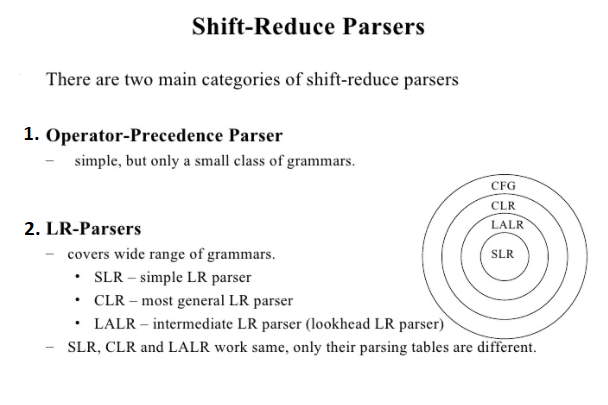 Shift-Reduce Parsers
There are two main categories of shift-reduce parsers
1. Operator-Precedence Parser
– simple, but only a small class of grammars.
2. LR-Parsers
– covers wide range of grammars.
• SLR – simple LR parser
• CLR – most general LR parser
• LALR – intermediate LR parser (lookhead LR parser)
– SLR, CLR and LALR work same, only their parsing tables are different.
CFG
CLR
LALR
SLR